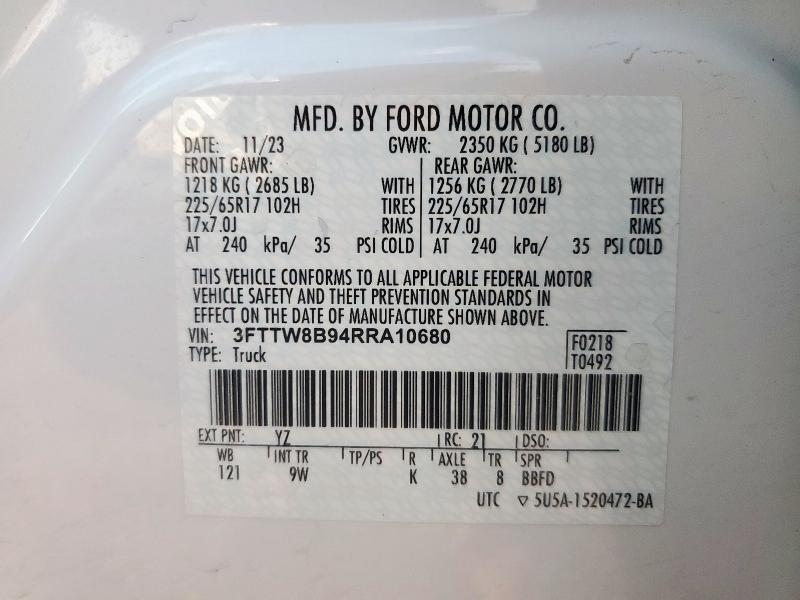 MFD. BY FORD MOTOR CO.
DATE: 11/23 GVWR: 2350 KG ( 5180 LB)
FRONT GAWR: REAR GAWR:
1218 KG ( 2685 LB) WITH 1256 KG ( 2770 LB) WITH
225/65R17 102H TIRES 225/65R17 102H TIRES
17x7.0J RIMS 17x7.0J RIMS
AT 240 kPa/ 35 PSI COLD AT 240 kPa/ 35 PSI COLD
THIS VEHICLE CONFORMS TO ALL APPLICABLE FEDERAL MOTOR
VEHICLE SAFETY AND THEFT PREVENTION STANDARDS IN
EFFECT ON THE DATE OF MANUFACTURE SHOWN ABOVE.
VIN: 3FTTW8B94RRA10680 F0218
TYPE: Truck T0492
EXT PNT: YZ RC: 21 DSO:
WB INT TR TP/PS R AXLE TR SPR
121 9W K 38 8 BBFD
UTC ▽ 5U5A-1520472-BA